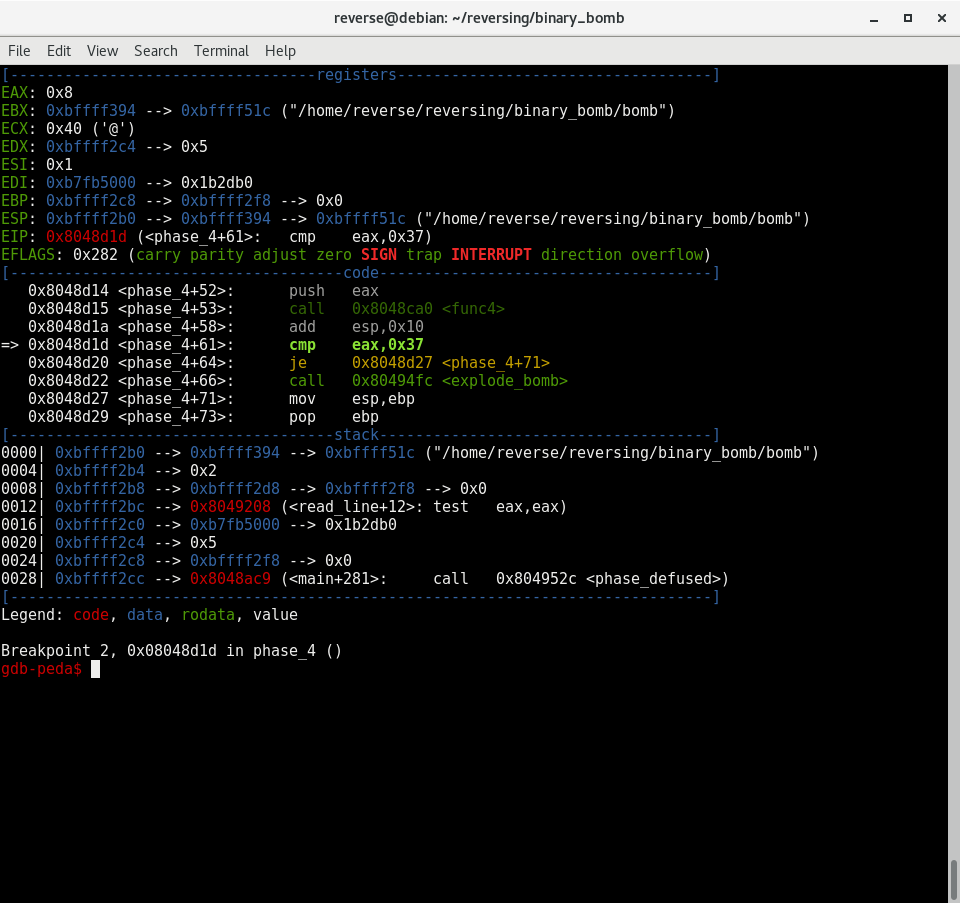 reverse@debian: ~/reversing/binary_bomb
File Edit View Search Terminal Help
[----------------------------------registers-----------------------------------]
EAX: 0x8
EBX: 0xbffff394 --> 0xbffff51c ("/home/reverse/reversing/binary_bomb/bomb")
ECX: 0x40 ('@')
EDX: 0xbffff2c4 --> 0x5
ESI: 0x1
EDI: 0xb7fb5000 --> 0x1b2db0
EBP: 0xbffff2c8 --> 0xbffff2f8 --> 0x0
ESP: 0xbffff2b0 --> 0xbffff394 --> 0xbffff51c ("/home/reverse/reversing/binary_bomb/bomb")
EIP: 0x8048d1d (<phase_4+61>:	cmp    eax,0x37)
EFLAGS: 0x282 (carry parity adjust zero SIGN trap INTERRUPT direction overflow)
[-------------------------------------code-------------------------------------]
   0x8048d14 <phase_4+52>:	push   eax
   0x8048d15 <phase_4+53>:	call   0x8048ca0 <func4>
   0x8048d1a <phase_4+58>:	add    esp,0x10
=> 0x8048d1d <phase_4+61>:	cmp    eax,0x37
   0x8048d20 <phase_4+64>:	je     0x8048d27 <phase_4+71>
   0x8048d22 <phase_4+66>:	call   0x80494fc <explode_bomb>
   0x8048d27 <phase_4+71>:	mov    esp,ebp
   0x8048d29 <phase_4+73>:	pop    ebp
[------------------------------------stack-------------------------------------]
0000| 0xbffff2b0 --> 0xbffff394 --> 0xbffff51c ("/home/reverse/reversing/binary_bomb/bomb")
0004| 0xbffff2b4 --> 0x2
0008| 0xbffff2b8 --> 0xbffff2d8 --> 0xbffff2f8 --> 0x0
0012| 0xbffff2bc --> 0x8049208 (<read_line+12>: test   eax,eax)
0016| 0xbffff2c0 --> 0xb7fb5000 --> 0x1b2db0
0020| 0xbffff2c4 --> 0x5
0024| 0xbffff2c8 --> 0xbffff2f8 --> 0x0
0028| 0xbffff2cc --> 0x8048ac9 (<main+281>:	call   0x804952c <phase_defused>)
[------------------------------------------------------------------------------]
Legend: code, data, rodata, value
Breakpoint 2, 0x08048d1d in phase_4 ()
gdb-peda$